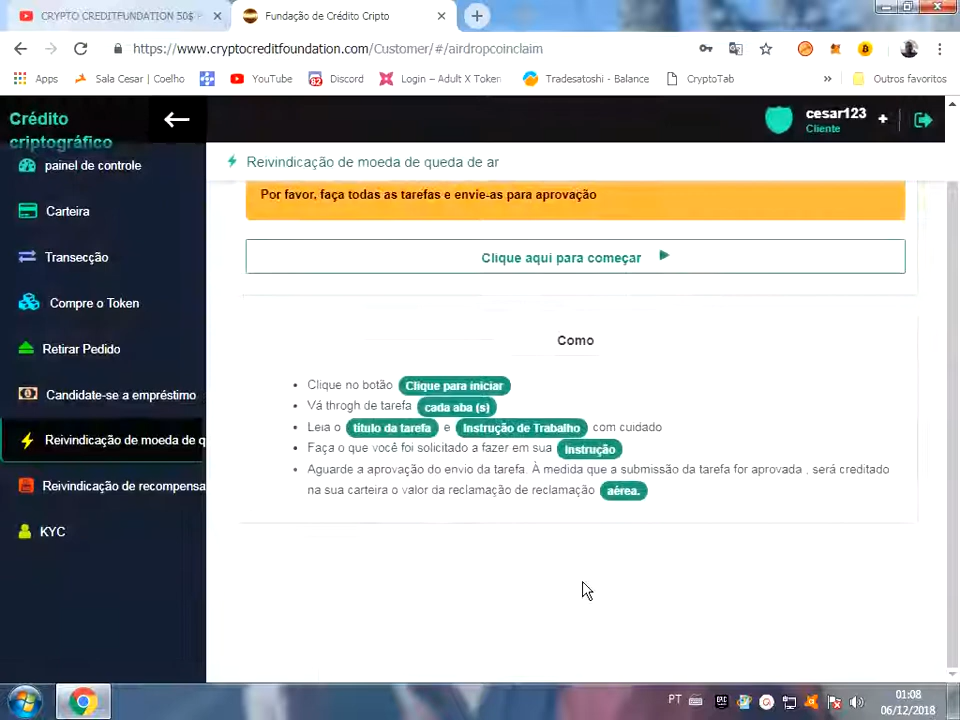 CRYPTO CREDITFUNDATION 50$
Fundação de Crédito Cripto
https://www.cryptocreditfoundation.com/Customer/#/airdropcoinclaim
Apps
Sala Cesar | Coelho
YouTube
82
Discord
Login – Adult X Token
Tradesatoshi - Balance
CryptoTab
»
Outros favoritos
Crédito
criptográfico
cesar123
Cliente
painel de controle
Carteira
Transecção
Compre o Token
Retirar Pedido
Candidate-se a empréstimo
Reivindicação de moeda de q
Reivindicação de recompensa
KYC
Reivindicação de moeda de queda de ar
Por favor, faça todas as tarefas e envie-as para aprovação
Clique aqui para começar
Como
Clique no botão Clique para iniciar
Vá throgh de tarefa cada aba (s)
Leia o título da tarefa e Instrução de Trabalho com cuidado
Faça o que você foi solicitado a fazer em sua Instrução
Aguarde a aprovação do envio da tarefa. À medida que a submissão da tarefa for aprovada , será creditado
na sua carteira o valor da reclamação de reclamação aérea.
PT
01:08
06/12/2018